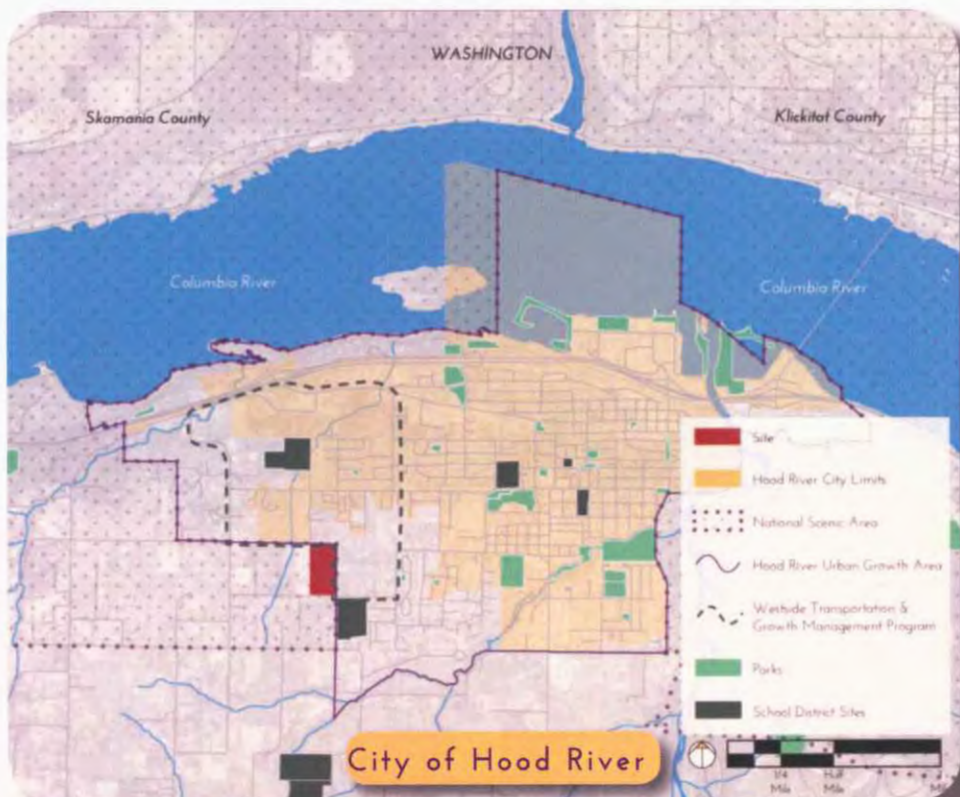 WASHINGTON
Skamania County
Klickitat County
Columbia River
Columbia River
Site
Hood River City Limits
National Scenic Area
Hood River Urban Growth Area
Westside Transportation &
Growth Management Program
Parks
School District Sites
City of Hood River
1/4
Mile
Half
Mile